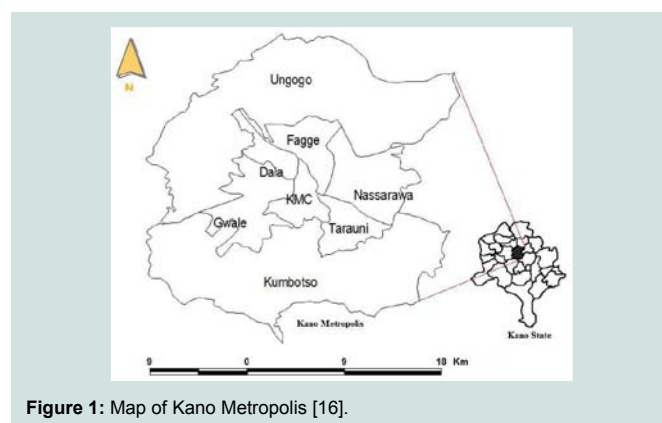 N
Ungogo
Fagge
Dala
KMC
Nassarawa
Gwale
Tarauni
Kumbotso
Kano Metropolis
Kano State
9 0 9 18 Km
Figure 1: Map of Kano Metropolis [16].